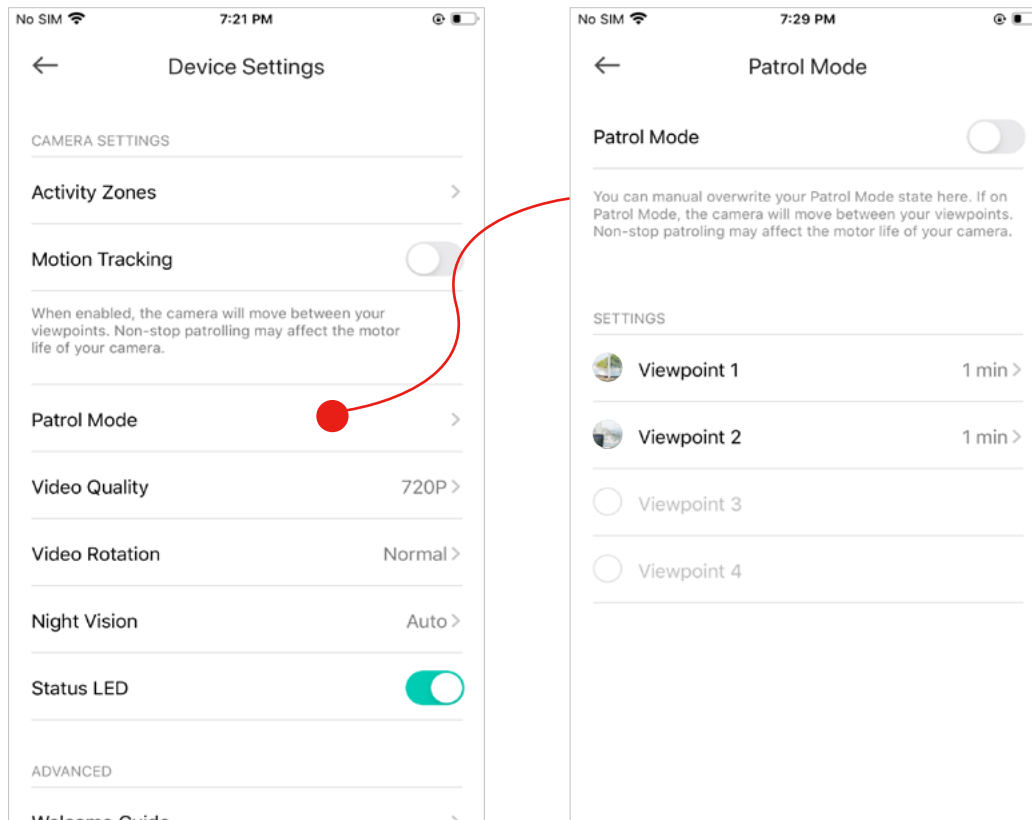 No SIM 7:21 PM
Device Settings
CAMERA SETTINGS
Activity Zones
Motion Tracking
When enabled, the camera will move between your
viewpoints. Non-stop patrolling may affect the motor
life of your camera.
Patrol Mode
Video Quality 720P
Video Rotation Normal
Night Vision Auto
Status LED
ADVANCED
Welcome Guide
No SIM 7:29 PM
Patrol Mode
Patrol Mode
You can manual overwrite your Patrol Mode state here. If on
Patrol Mode, the camera will move between your viewpoints.
Non-stop patroling may affect the motor life of your camera.
SETTINGS
Viewpoint 1 1 min
Viewpoint 2 1 min
Viewpoint 3
Viewpoint 4